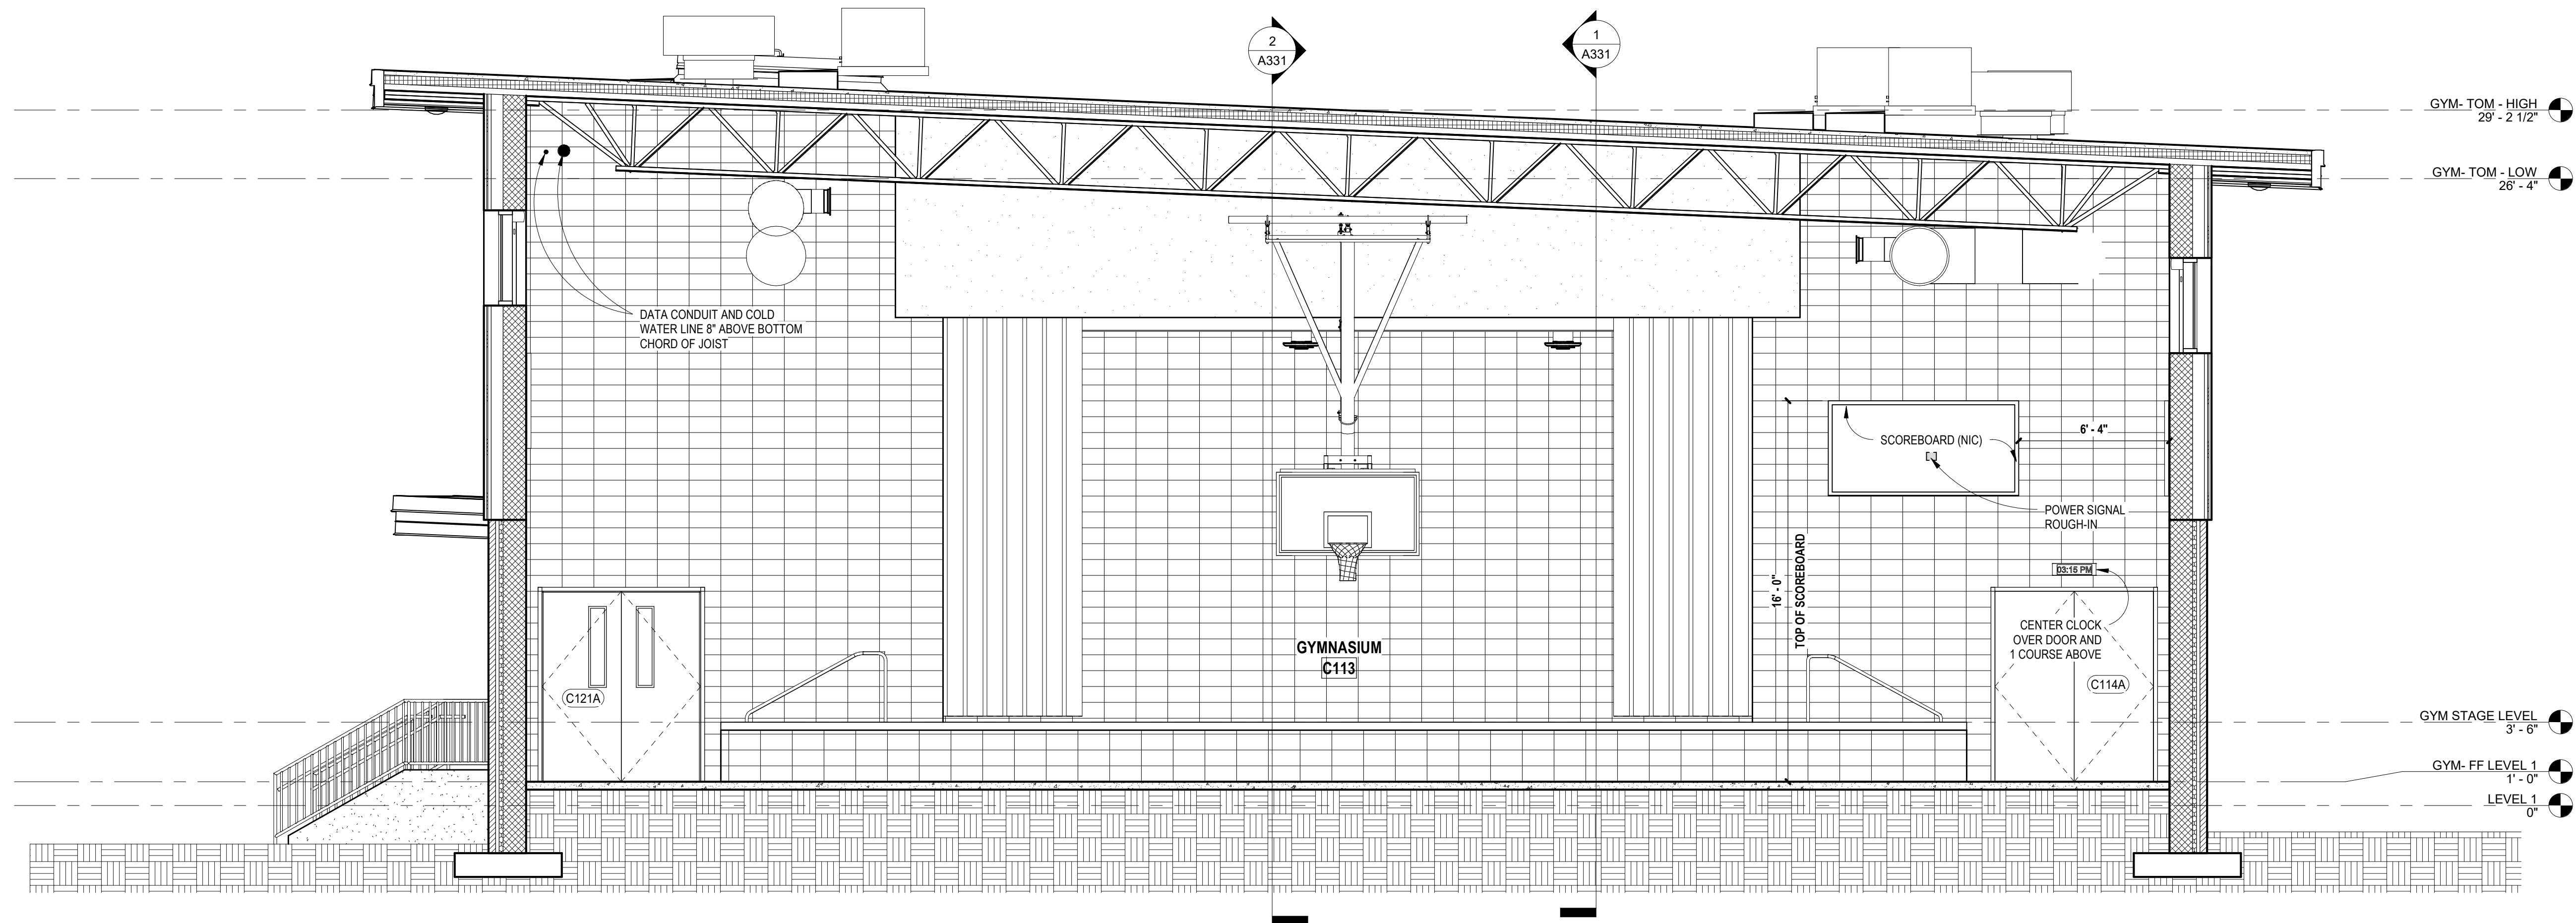 2
A331
1
A331
GYM- TOM - HIGH
29' - 2 1/2"
GYM- TOM - LOW
26' - 4"
DATA CONDUIT AND COLD
WATER LINE 8" ABOVE BOTTOM
CHORD OF JOIST
SCOREBOARD (NIC)
6' - 4"
POWER SIGNAL
ROUGH-IN
16' - 0"
TOP OF SCOREBOARD
03:15 PM
CENTER CLOCK
OVER DOOR AND
1 COURSE ABOVE
GYMNASIUM
C113
C121A
C114A
GYM STAGE LEVEL
3' - 6"
GYM- FF LEVEL 1
1' - 0"
LEVEL 1
0"